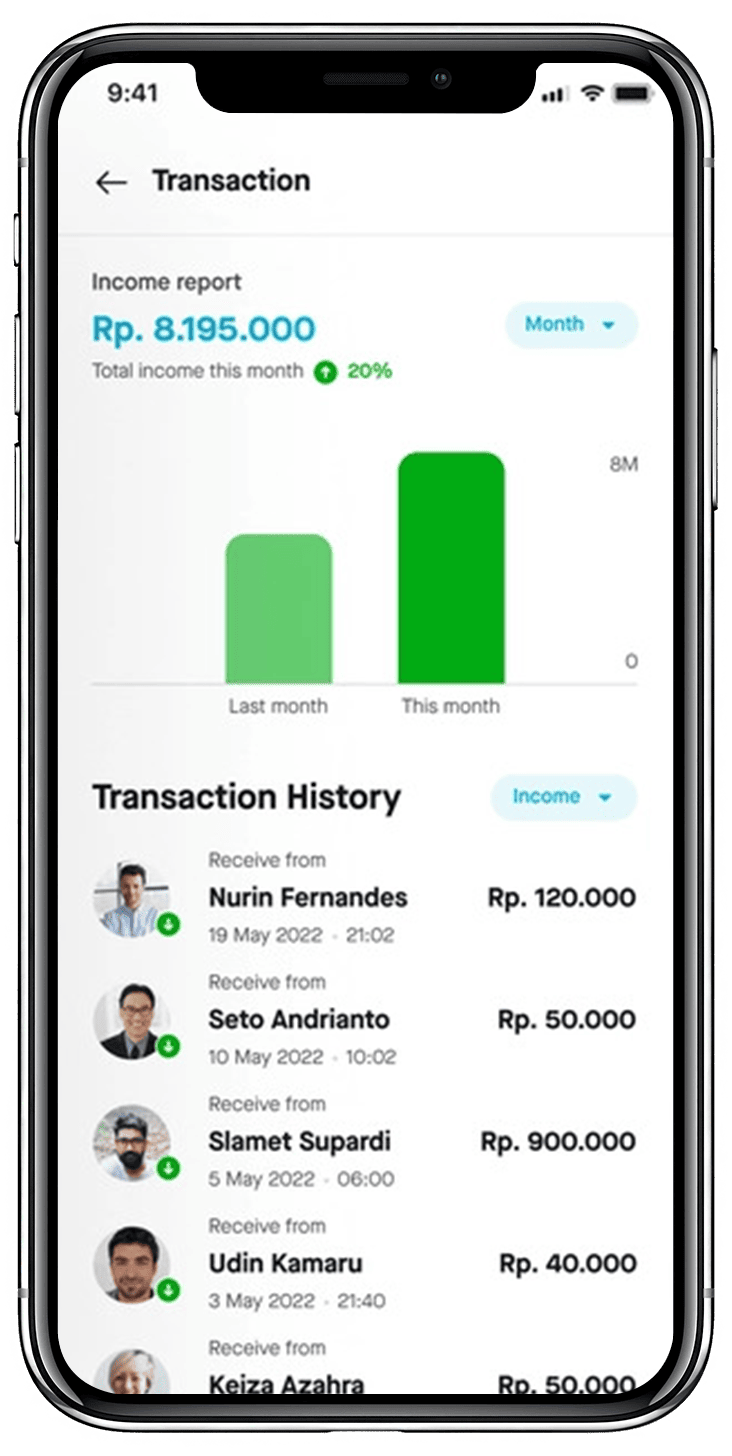 9:41
Transaction
Income report
Rp. 8.195.000
Month
Total income this month 20%
8M
0
Last month This month
Transaction History
Income
Receive from
Nurin Fernandes
Rp. 120.000
19 May 2022 • 21:02
Receive from
Seto Andrianto
Rp. 50.000
10 May 2022 • 10:02
Receive from
Slamet Supardi
Rp. 900.000
5 May 2022 • 06:00
Receive from
Udin Kamaru
Rp. 40.000
3 May 2022 • 21:40
Receive from
Keiza Azahra
Rp. 50.000